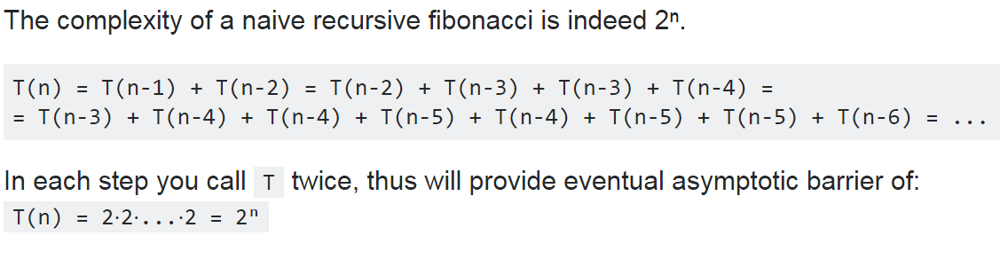 The complexity of a naive recursive fibonacci is indeed 2ⁿ.
T(n) = T(n-1) + T(n-2) = T(n-2) + T(n-3) + T(n-3) + T(n-4) =
= T(n-3) + T(n-4) + T(n-4) + T(n-5) + T(n-4) + T(n-5) + T(n-5) + T(n-6) = ...
In each step you call T twice, thus will provide eventual asymptotic barrier of:
T(n) = 2⋅2⋅...⋅2 = 2ⁿ